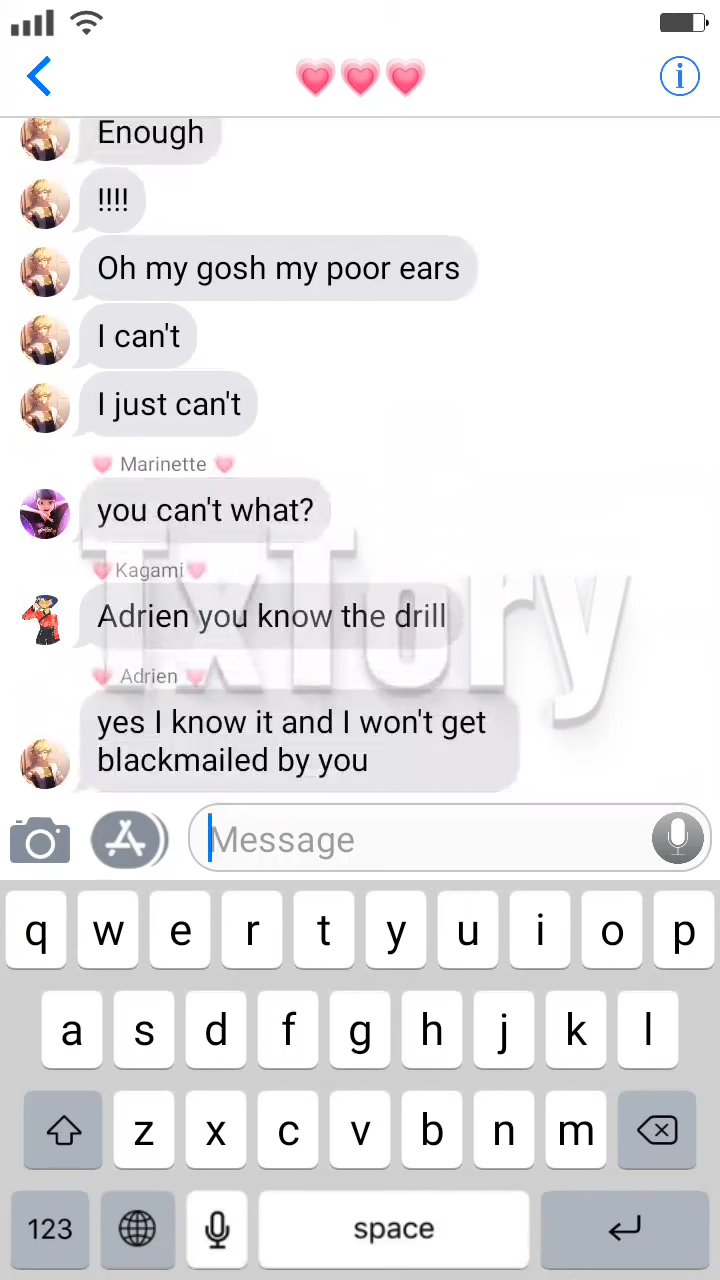 Enough
!!!!
Oh my gosh my poor ears
I can't
I just can't
Marinette
you can't what?
Kagami
Adrien you know the drill
Adrien
yes I know it and I won't get
blackmailed by you
TxTory
Message
q w e r t y u i o p
a s d f g h j k l
z x c v b n m
123 space